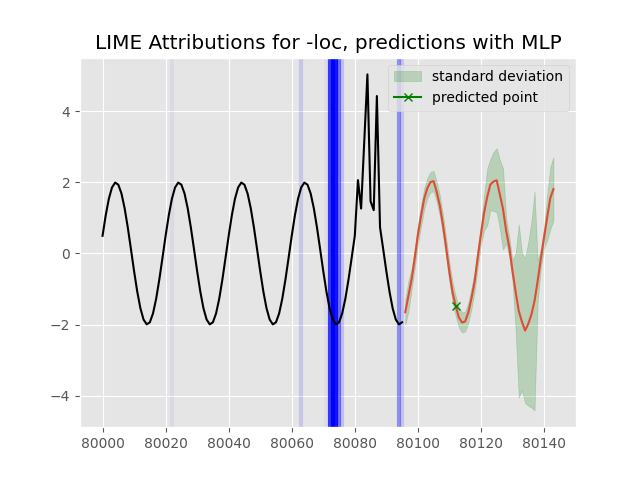 LIME Attributions for -loc, predictions with MLP
standard deviation
predicted point
4
2
0
−2
−4
80000 80020 80040 80060 80080 80100 80120 80140